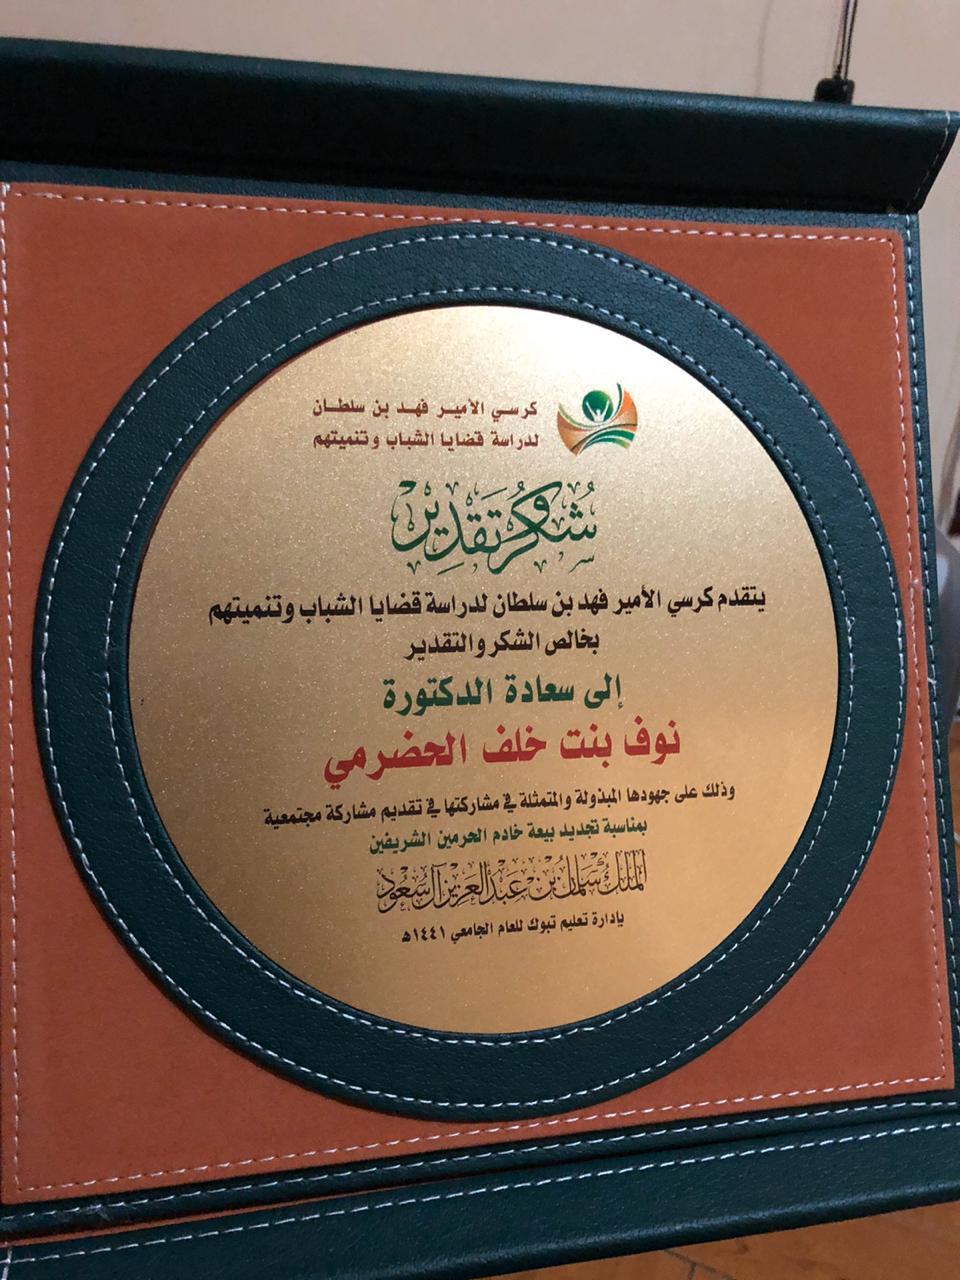 كرسي الأمير فهد بن سلطان
لدراسة قضايا الشباب وتنميتهم
شكر وتقدير
يتقدم كرسي الأمير فهد بن سلطان لدراسة قضايا الشباب وتنميتهم
بخالص الشكر والتقدير
إلى سعادة الدكتورة
نوف بنت خلف الحضرمي
وذلك على جهودها المبذولة والمتمثلة في مشاركتها في تقديم مشاركة مجتمعية
بمناسبة تجديد بيعة خادم الحرمين الشريفين
الملك سلمان بن عبدالعزيز آل سعود
بإدارة تعليم تبوك للعام الجامعي ١٤٤١هـ